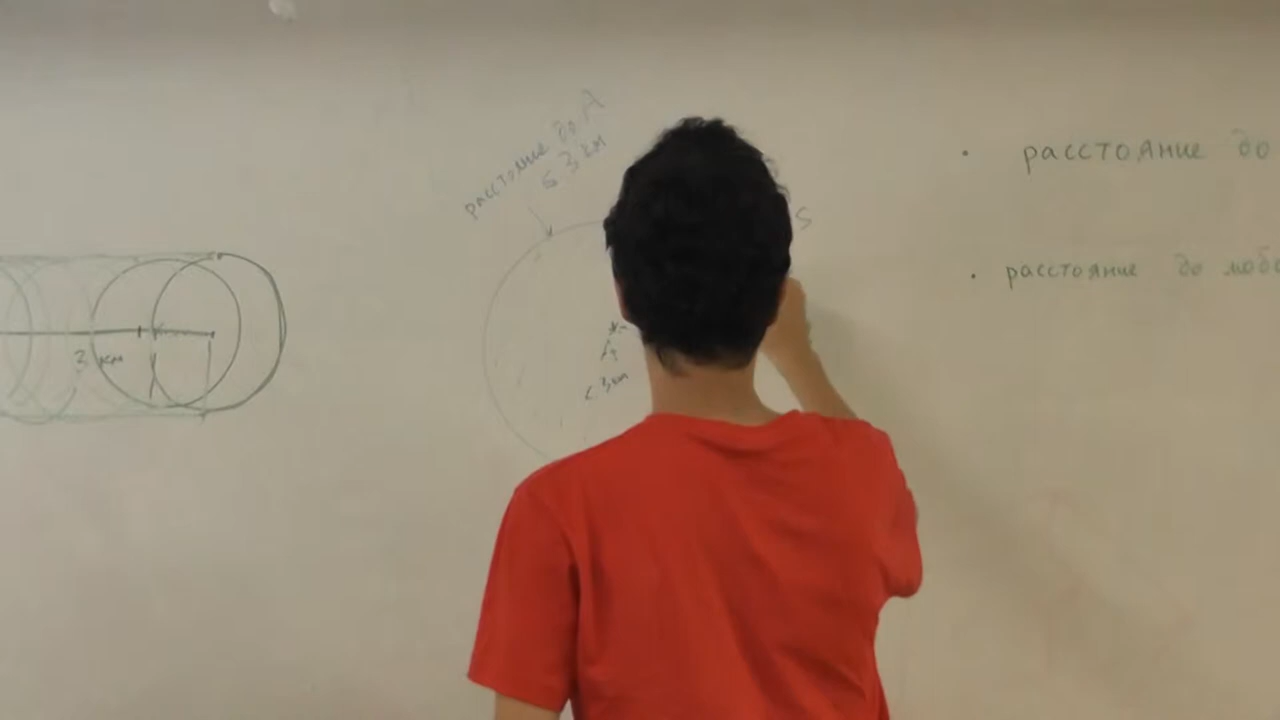 расстояние до A
≤ 3 км
< 3 км
3 км
• расстояние до
• расстояние до любо